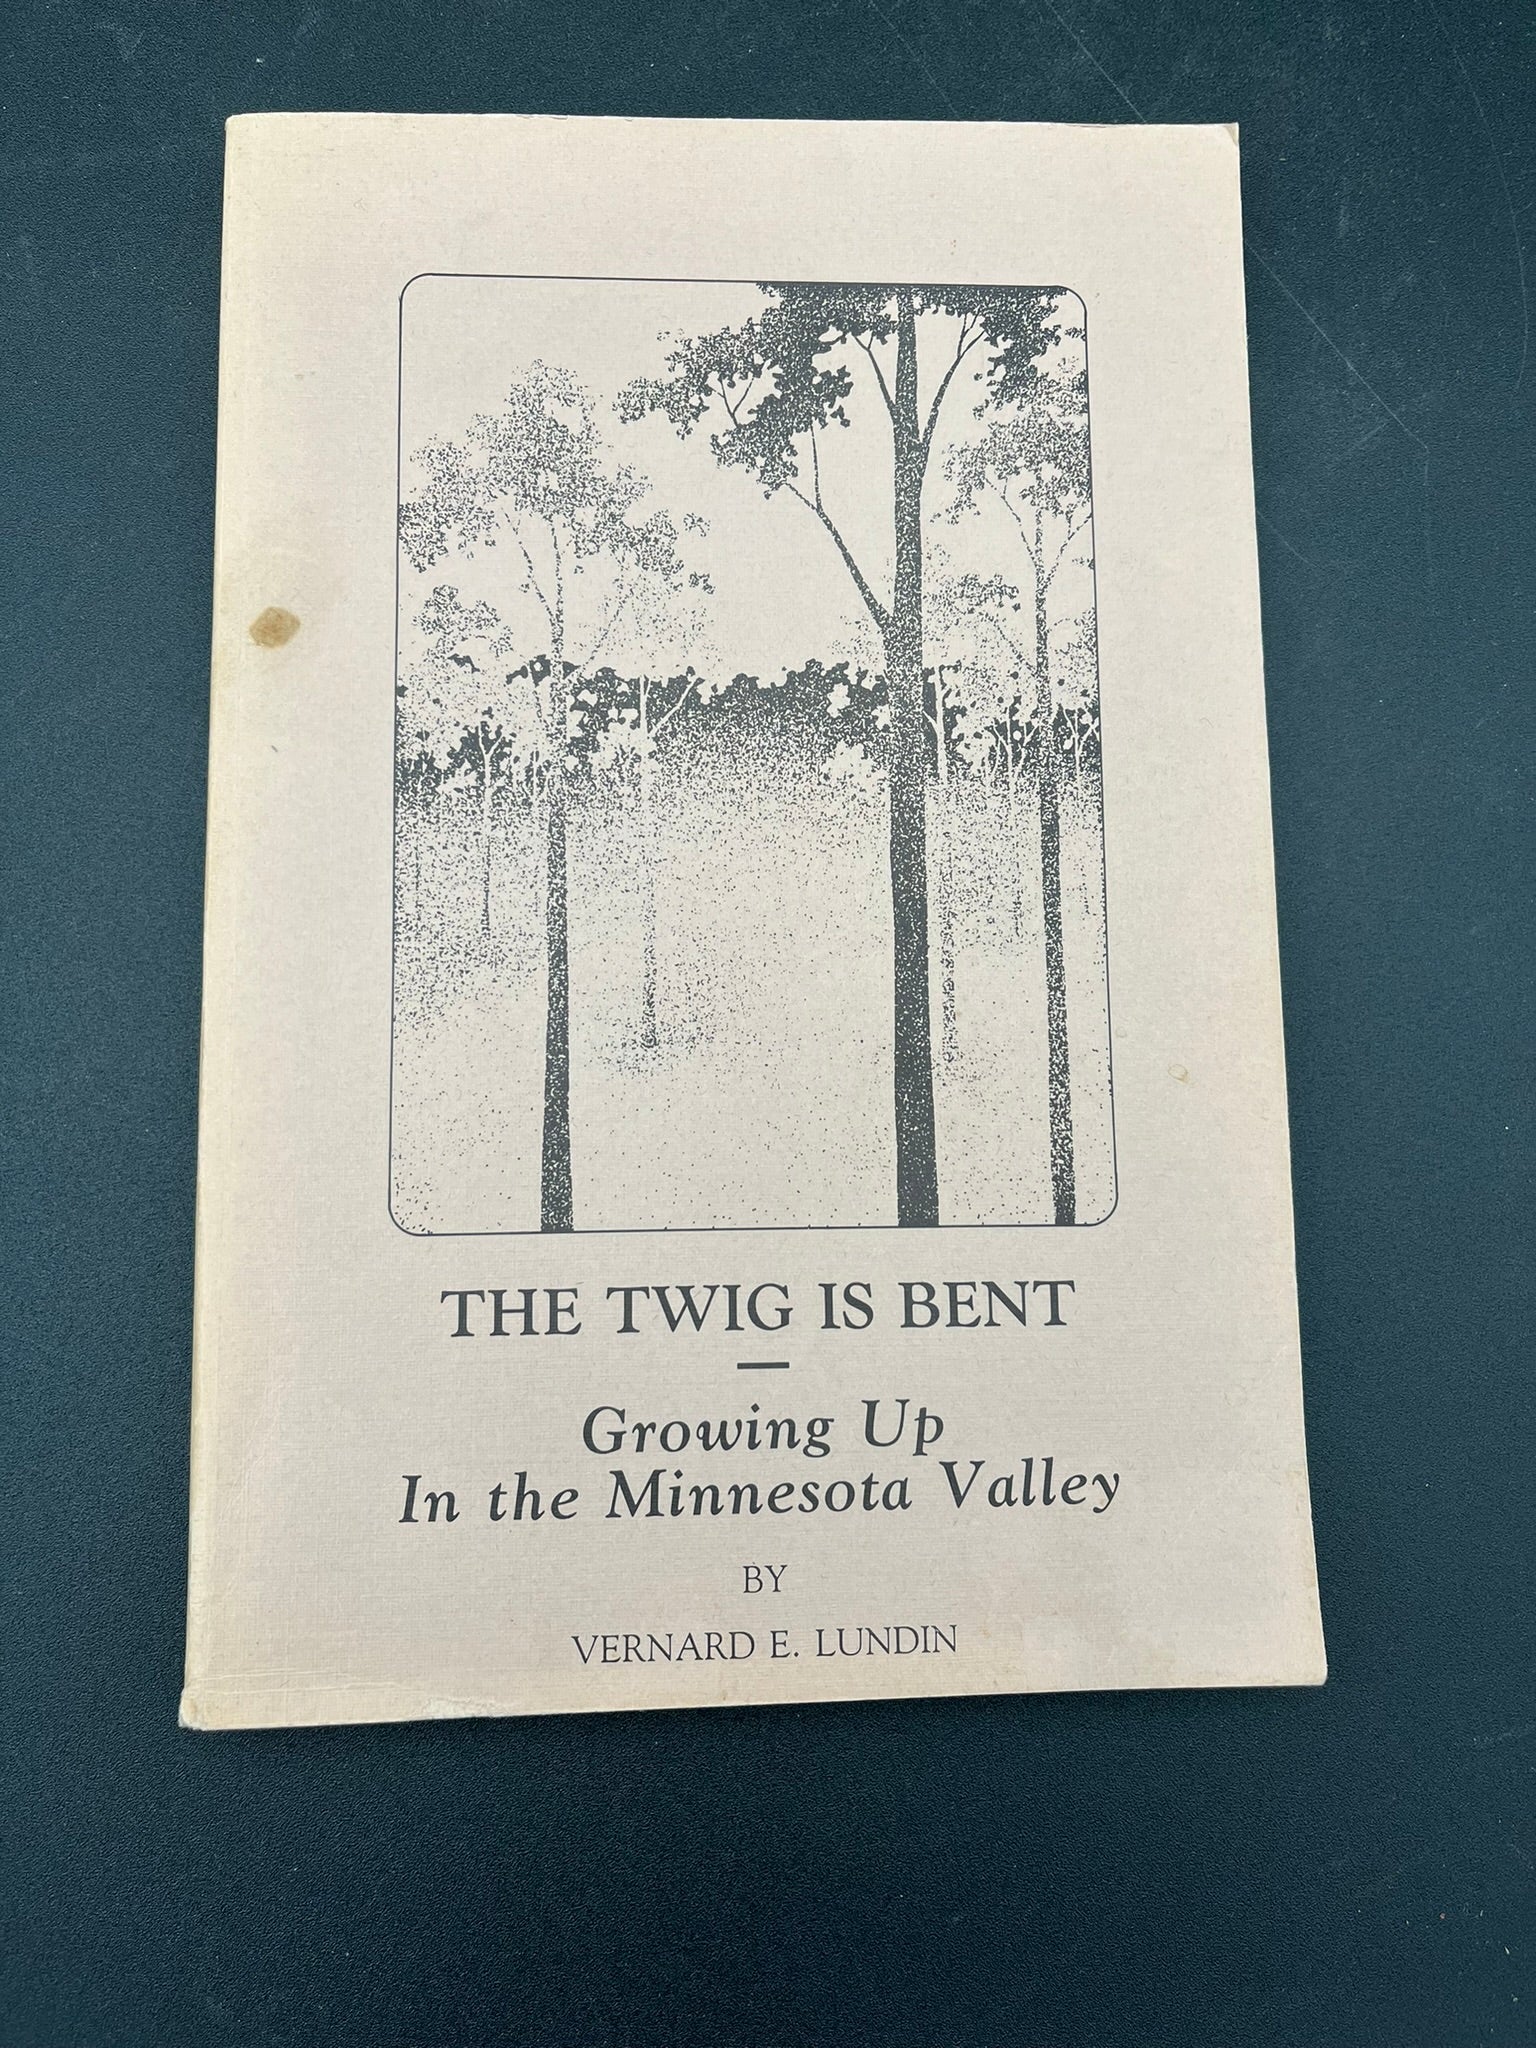 THE TWIG IS BENT
—
Growing Up
In the Minnesota Valley
BY
VERNARD E. LUNDIN